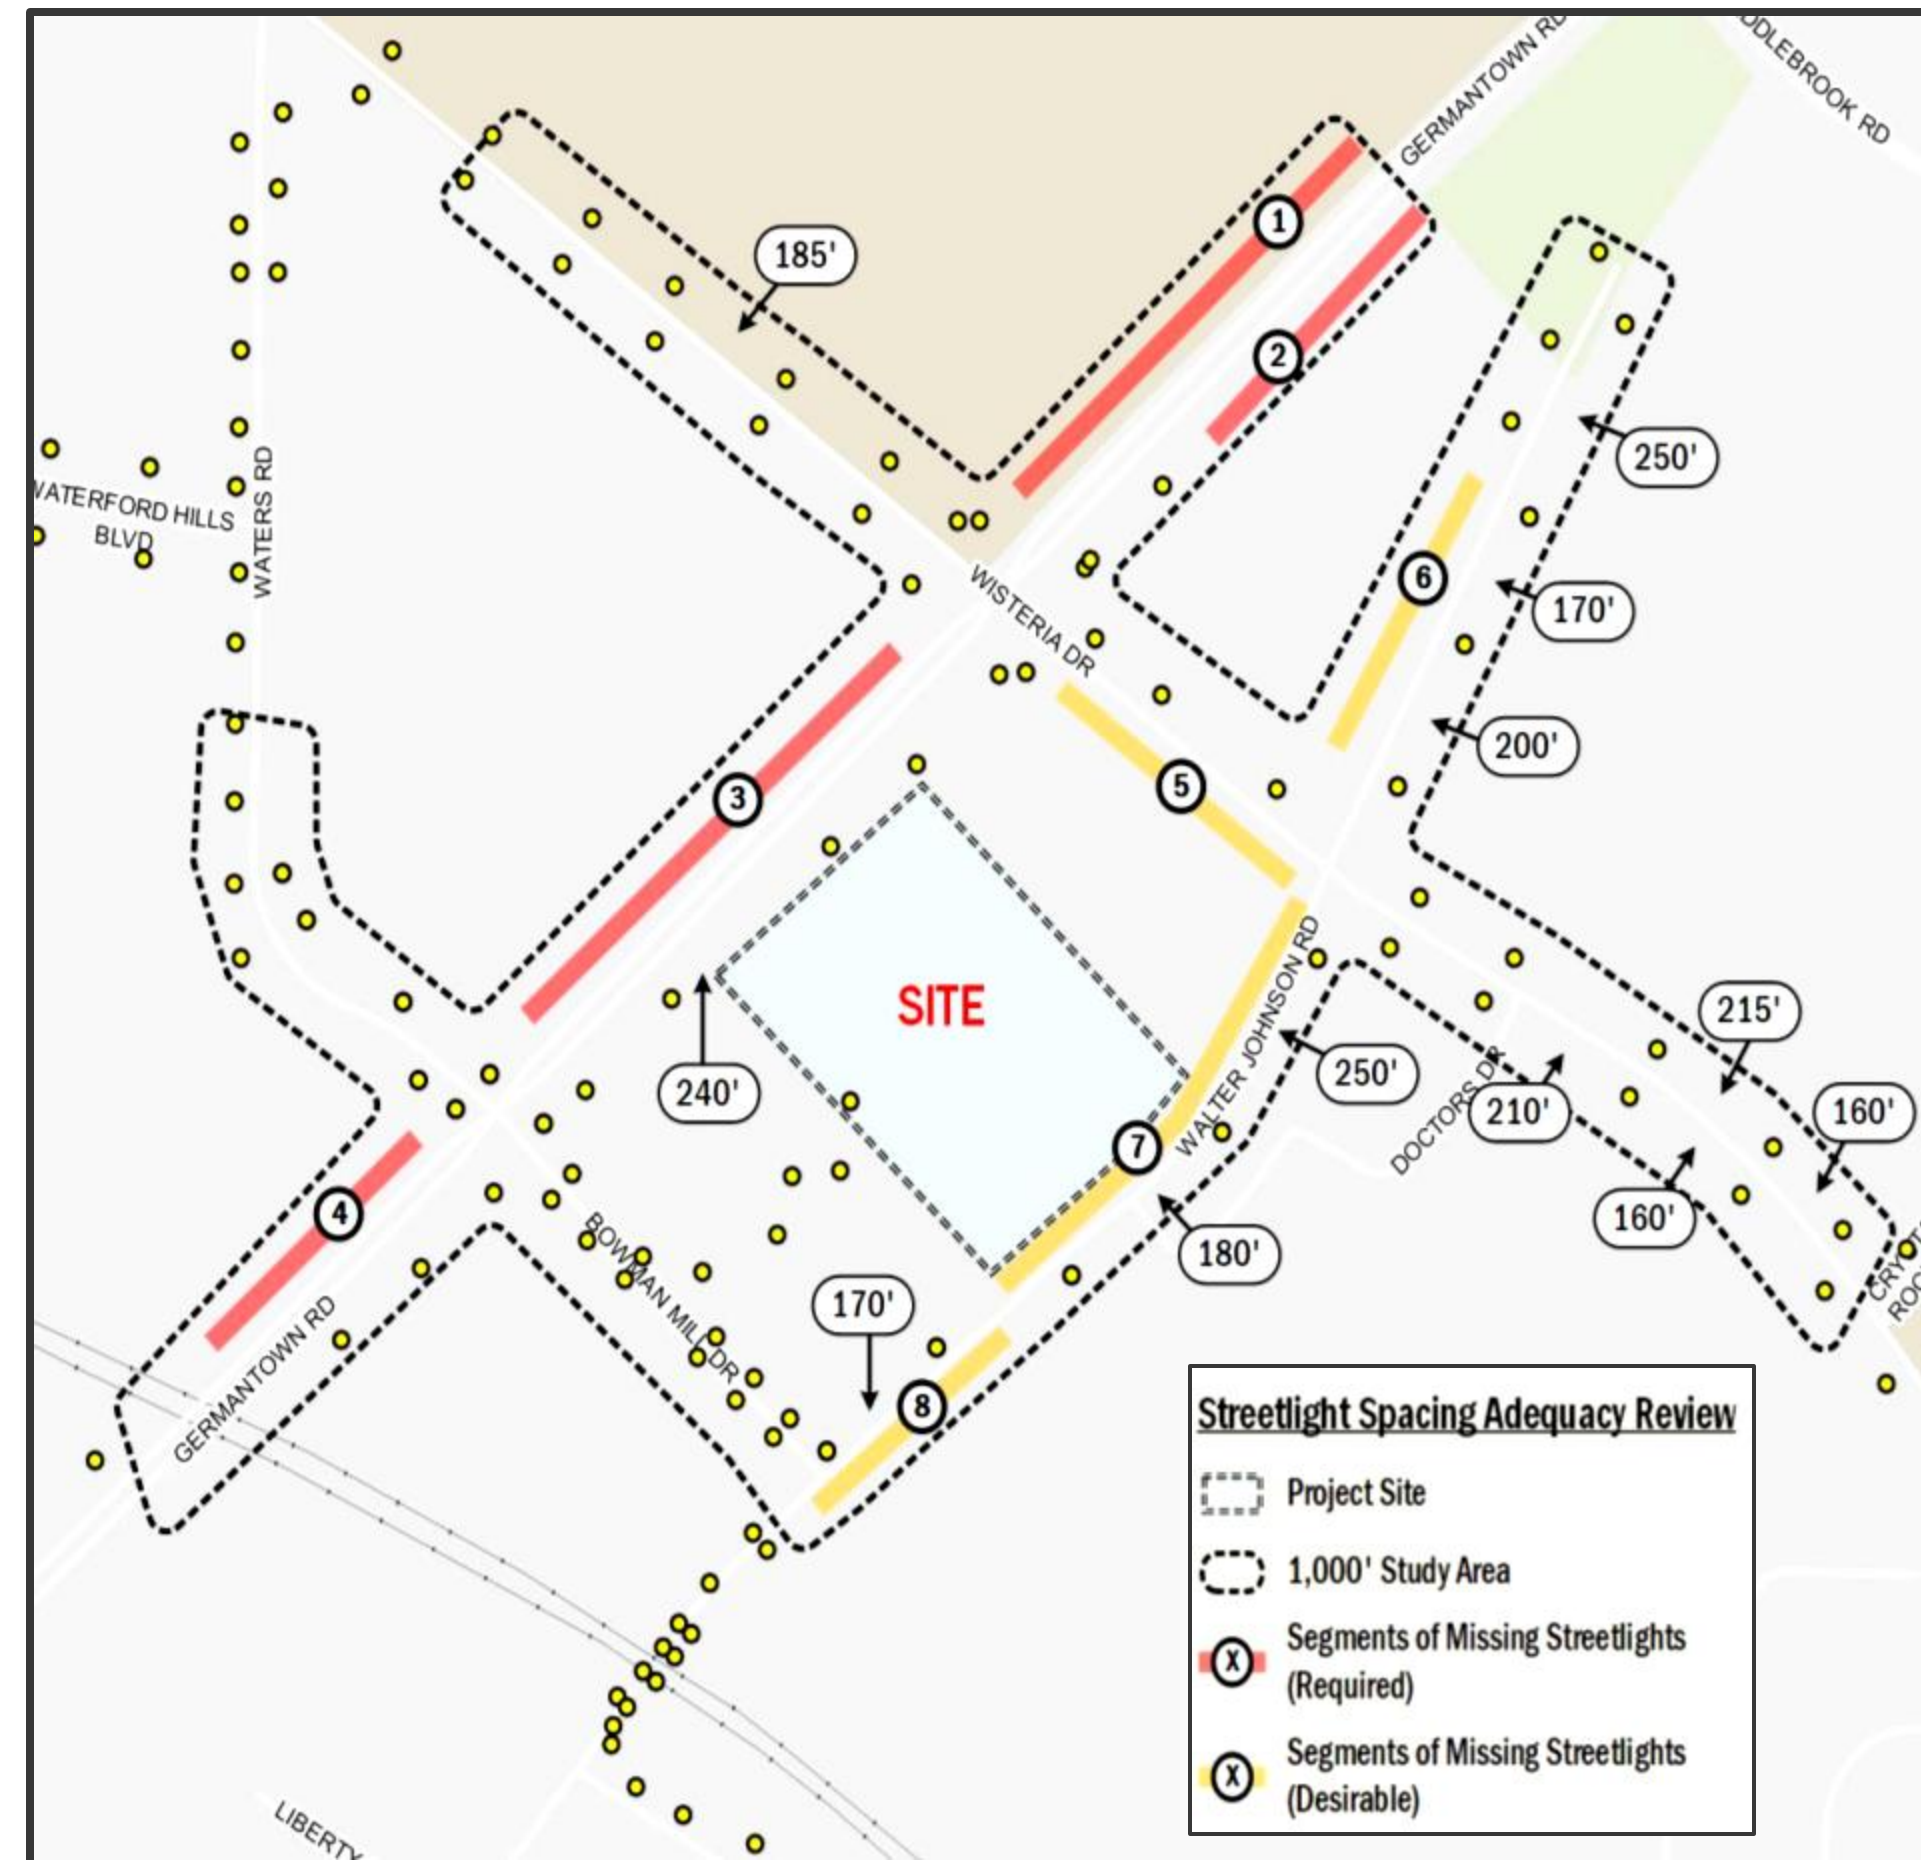 GERMANTOWN RD
DDLEBROOK RD
1
185'
2
250'
WATERS RD
WATERFORD HILLS
BLVD
WISTERIA DR
6
170'
200'
3
5
SITE
WALTER JOHNSON RD
240'
250'
215'
DOCTORS DR
210'
160'
7
4
160'
180'
BOWMAN MILL DR
170'
GERMANTOWN RD
8
LIBERTY
Streetlight Spacing Adequacy Review
Project Site
1,000' Study Area
X
Segments of Missing Streetlights
(Required)
X
Segments of Missing Streetlights
(Desirable)